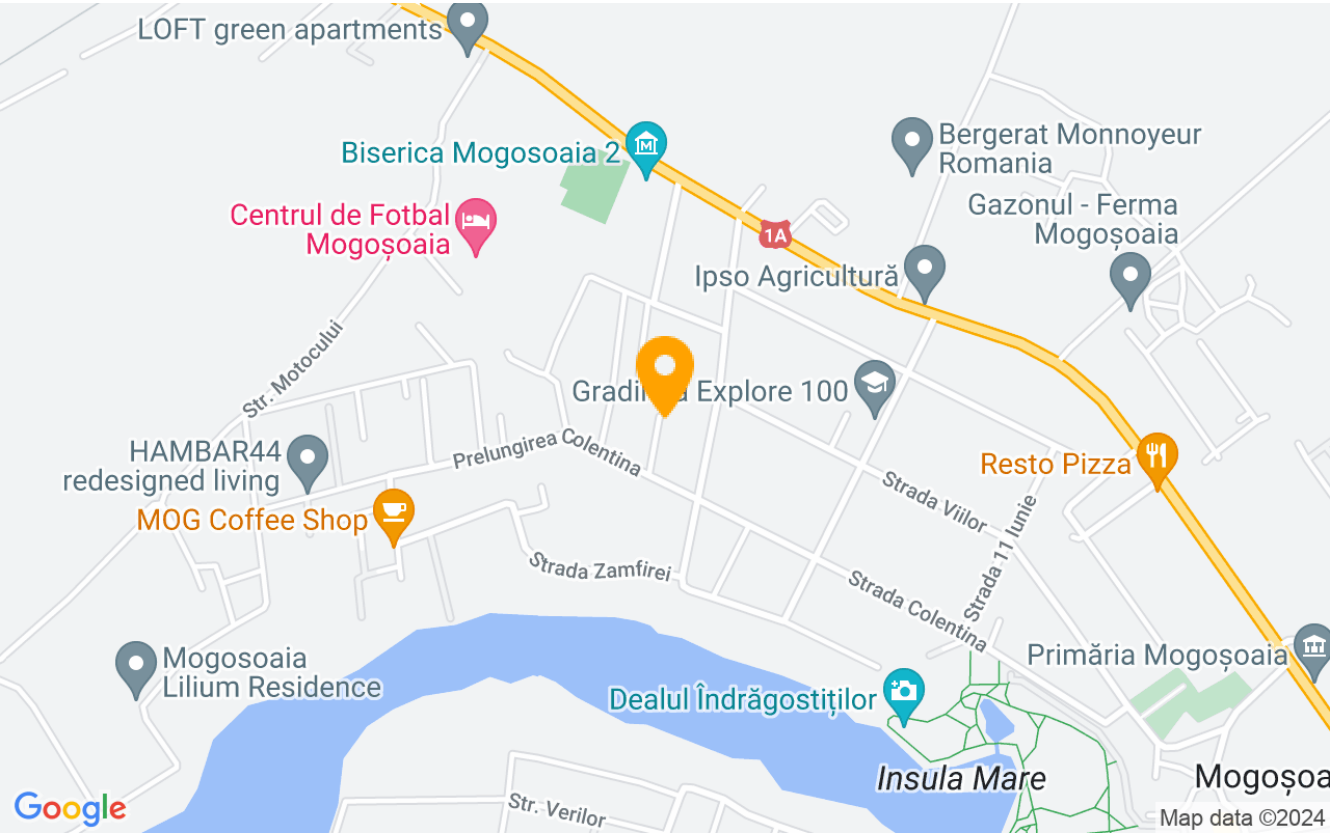 LOFT green apartments
Biserica Mogosoaia 2
Bergerat Monnoyeur
Romania
Centrul de Fotbal
Mogoșoaia
Gazonul - Ferma
Mogoșoaia
1A
Ipso Agricultură
Str. Motocului
Explore 100
HAMBAR44
redesigned living
Prelungirea Colentina
Resto Pizza
MOG Coffee Shop
Strada Viilor
Strada 11 Iunie
Strada Zamfirei
Strada Colentina
Primăria Mogoșoaia
Mogosoaia
Lilium Residence
Dealul Îndrăgostiților
Insula Mare
Mogoșoa
Google
Str. Verilor
Map data ©2024